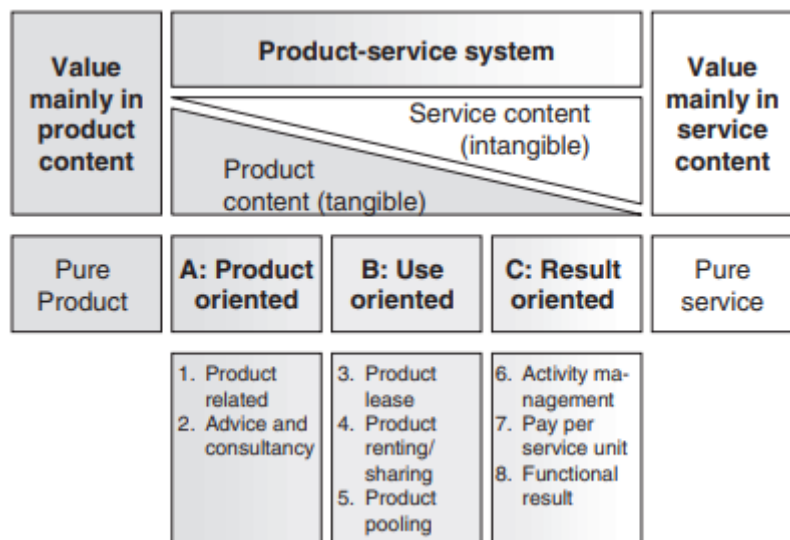 Value
mainly in
product
content
Product-service system
Service content
(intangible)
Product
content (tangible)
Value
mainly in
service
content
Pure
Product
A: Product
oriented
B: Use
oriented
C: Result
oriented
Pure
service
1. Product
related
2. Advice and
consultancy
3. Product
lease
4. Product
renting/
sharing
5. Product
pooling
6. Activity ma-
nagement
7. Pay per
service unit
8. Functional
result